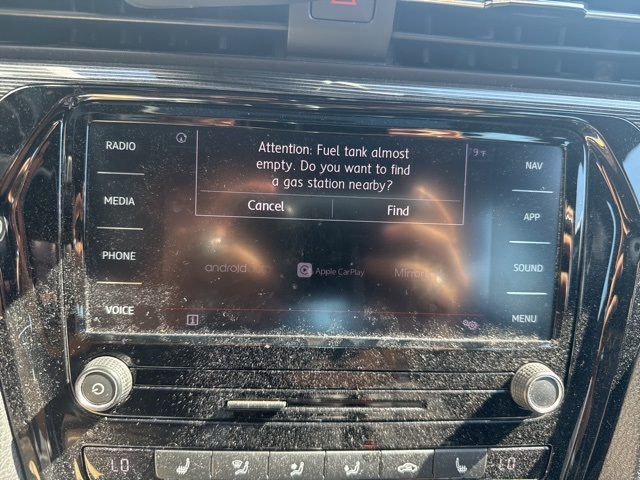 RADIO
MEDIA
PHONE
VOICE
Attention: Fuel tank almost
empty. Do you want to find
a gas station nearby?
Cancel Find
android
Apple CarPlay
NAV
APP
SOUND
MENU
LO LO